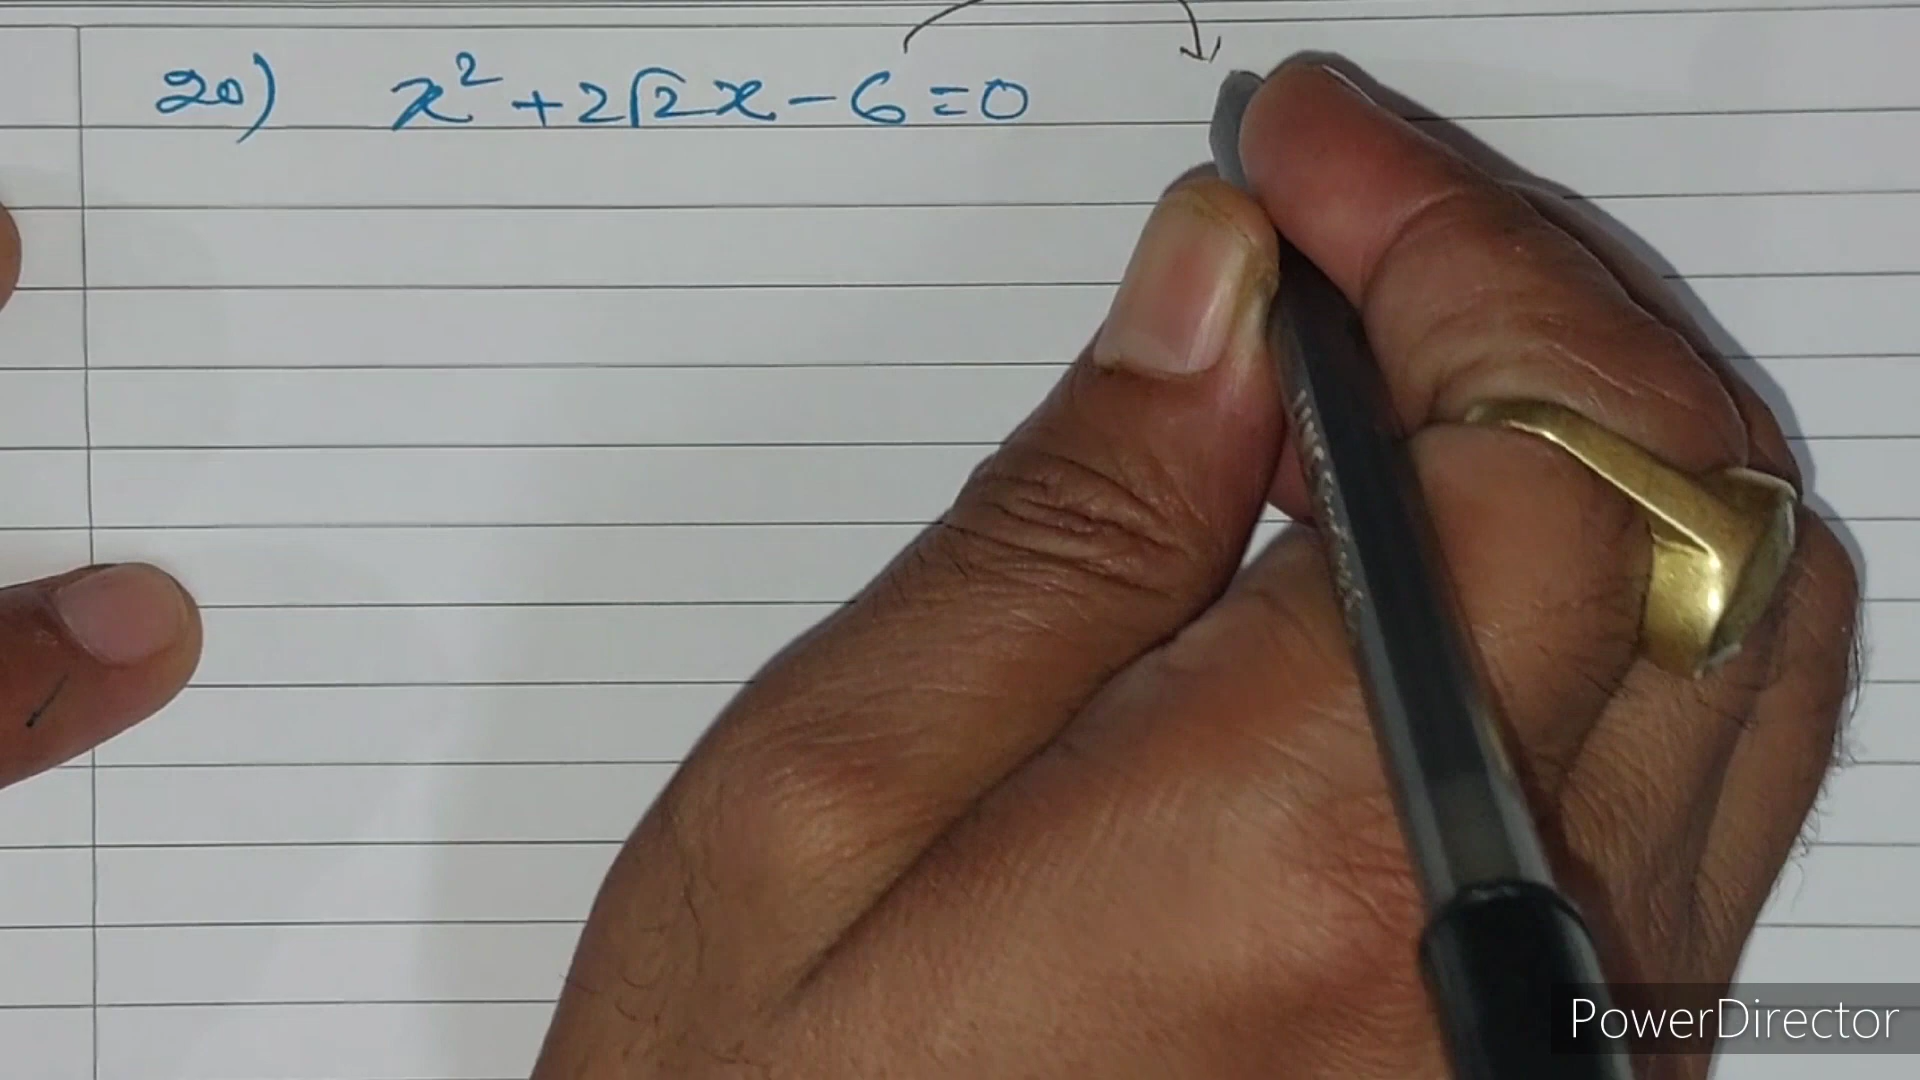 20) x² + 2√2x - 6 = 0
PowerDirector